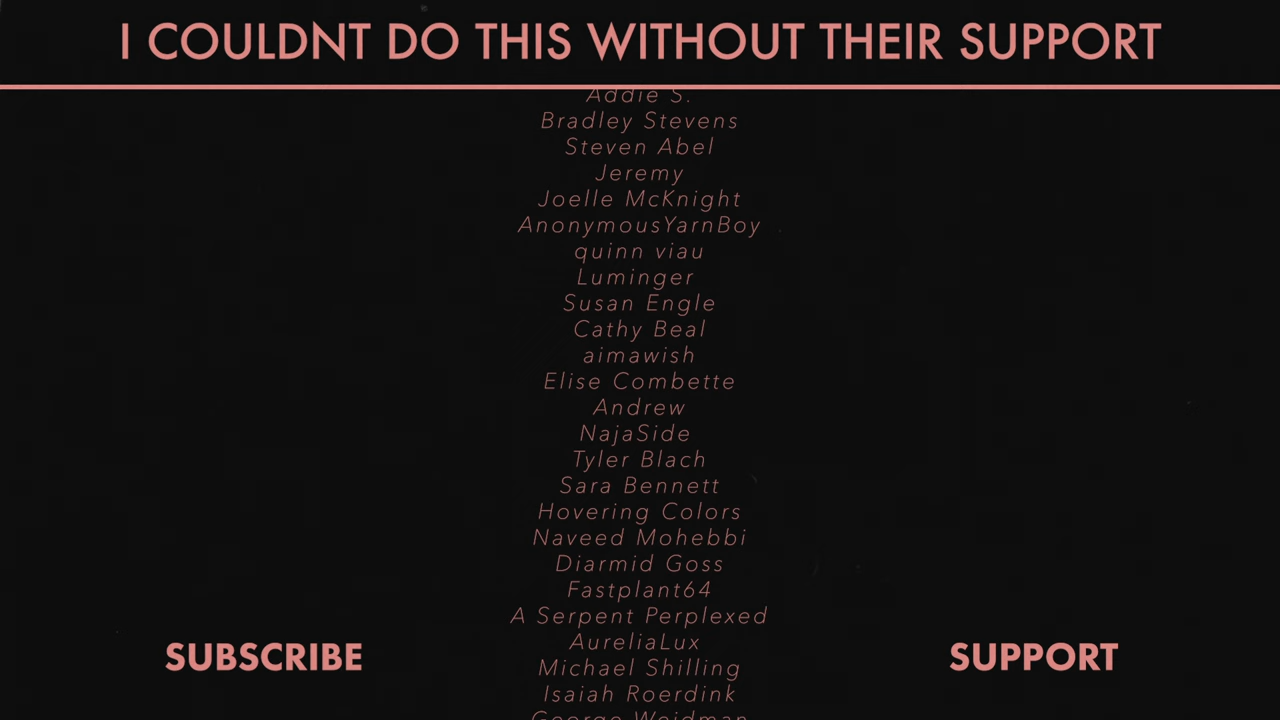 I COULDNT DO THIS WITHOUT THEIR SUPPORT
Addie S.
Bradley Stevens
Steven Abel
Jeremy
Joelle McKnight
AnonymousYarnBoy
quinn viau
Luminger
Susan Engle
Cathy Beal
aimawish
Elise Combette
Andrew
NajaSide
Tyler Blach
Sara Bennett
Hovering Colors
Naveed Mohebbi
Diarmid Goss
Fastplant64
A Serpent Perplexed
AureliaLux
Michael Shilling
Isaiah Roerdink
George Weidman
SUBSCRIBE
SUPPORT